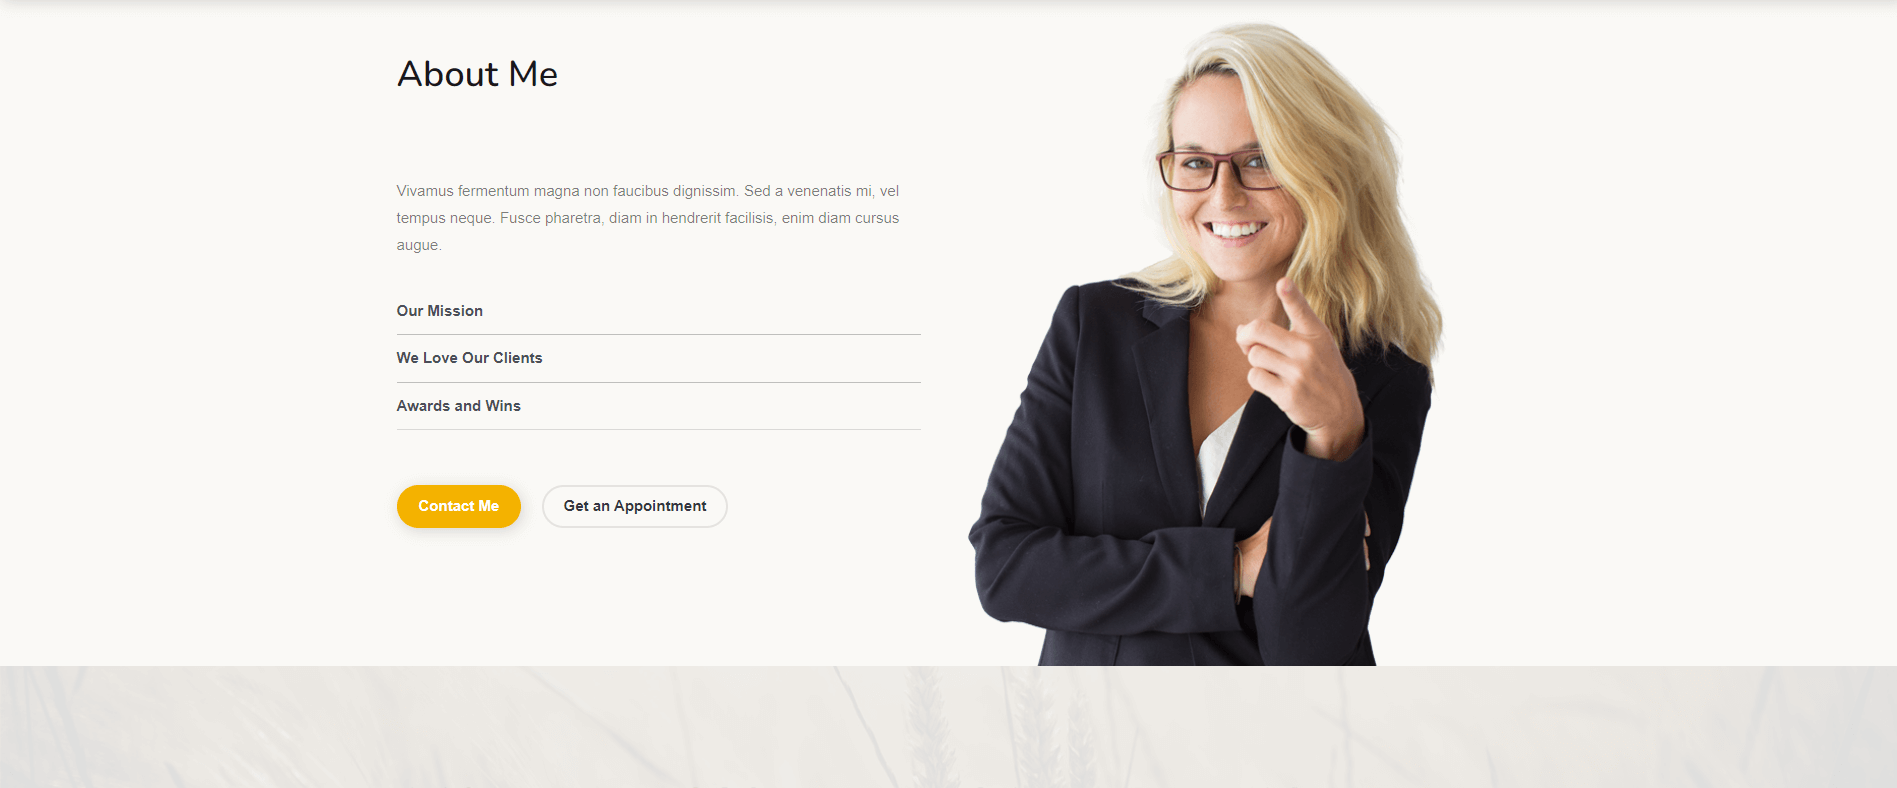 About Me
Vivamus fermentum magna non faucibus dignissim. Sed a venenatis mi, vel
tempus neque. Fusce pharetra, diam in hendrerit facilisis, enim diam cursus
augue.
Our Mission
We Love Our Clients
Awards and Wins
Contact Me
Get an Appointment